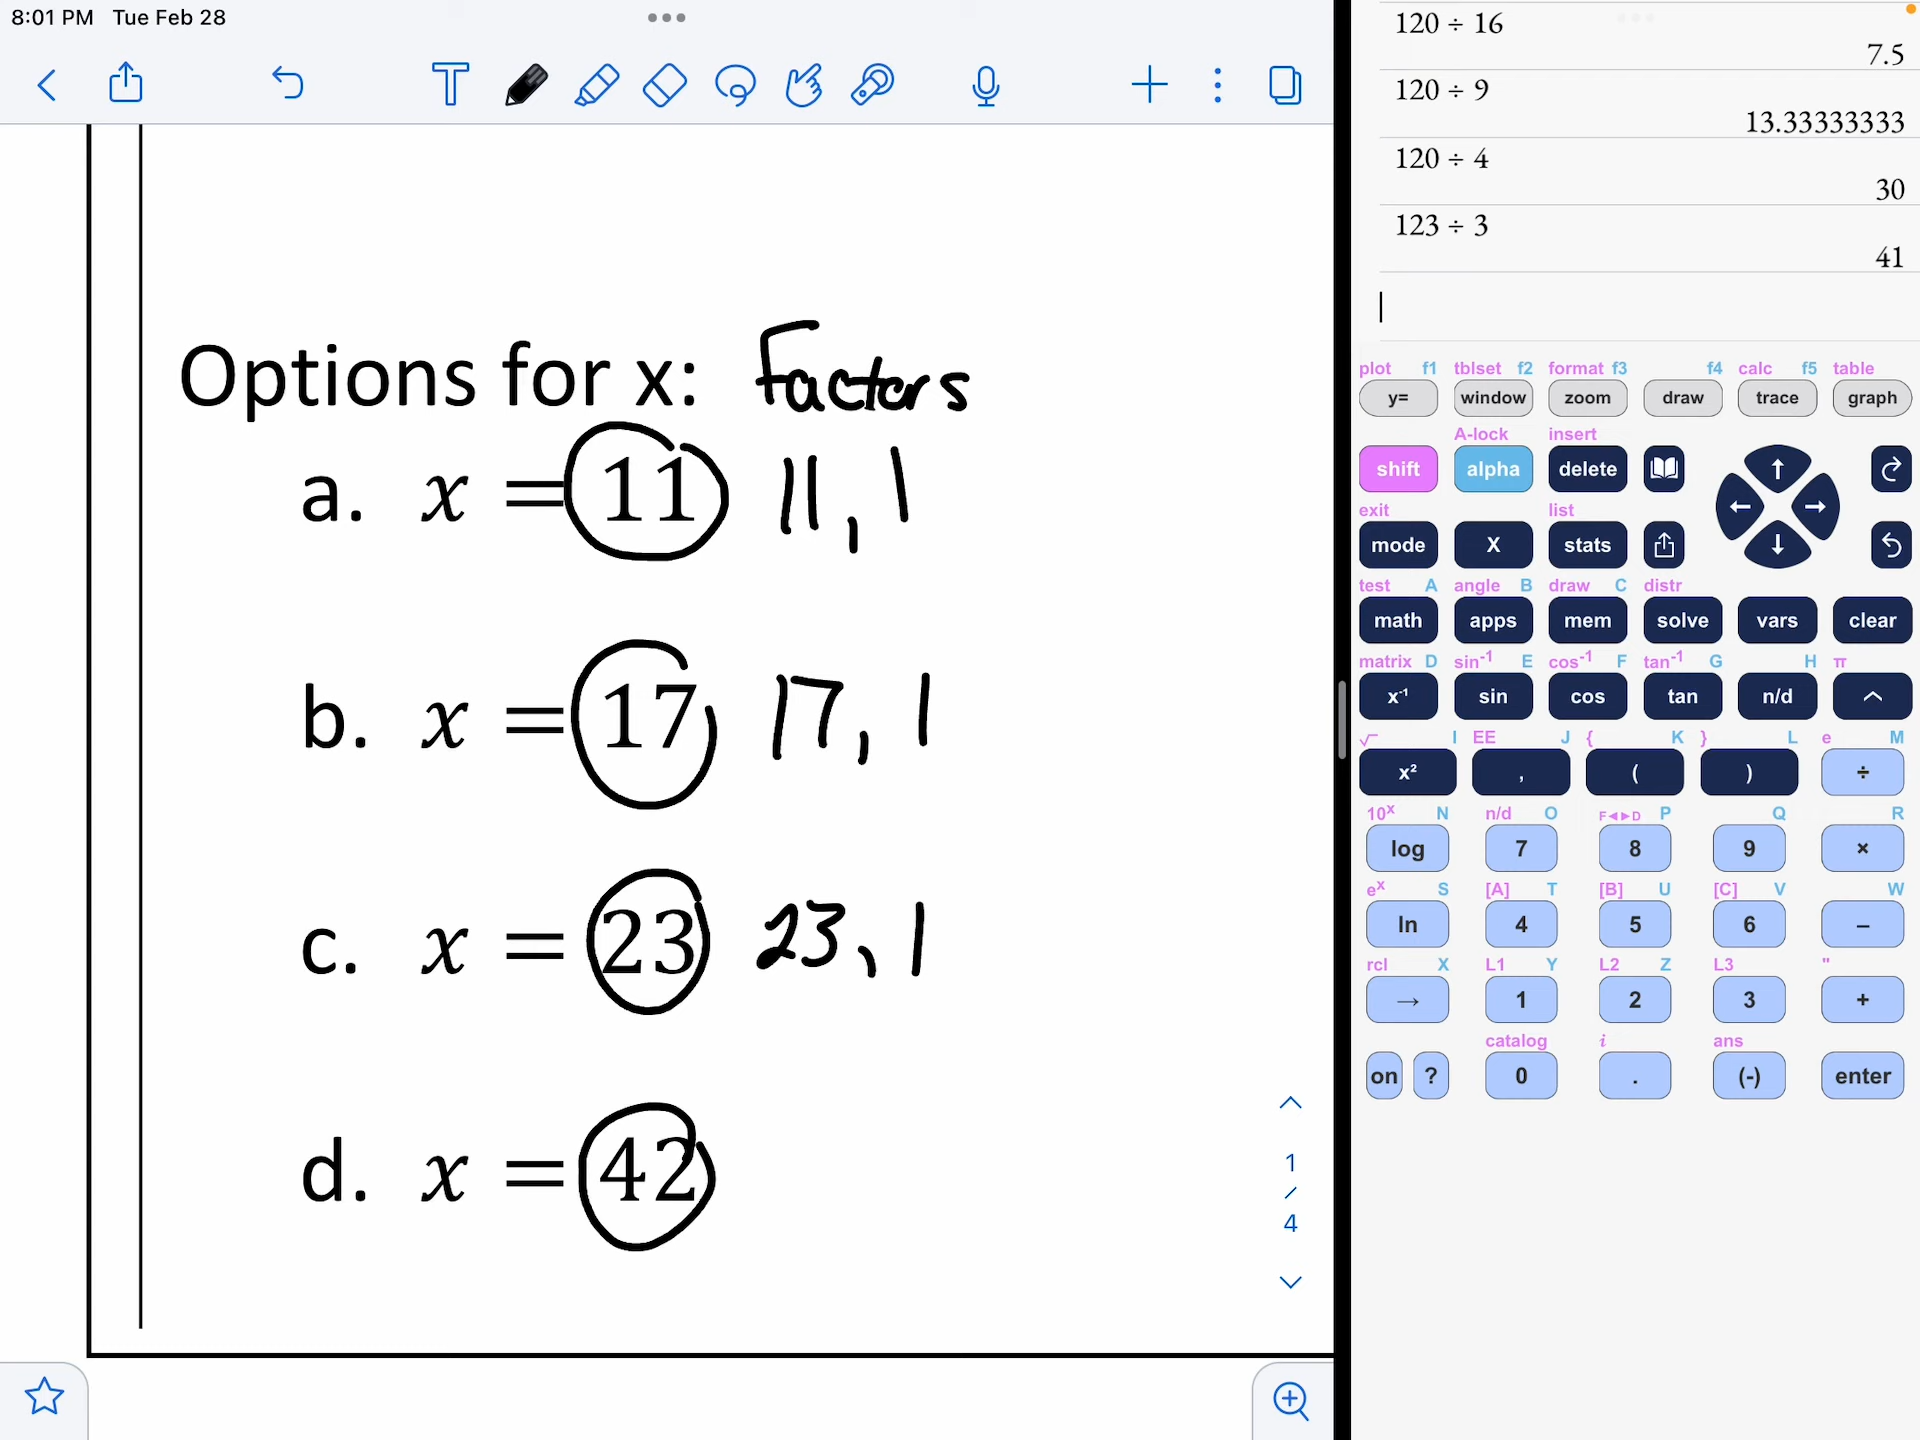 8:01 PM Tue Feb 28
T
Options for x: Factors
a. x = 11 11, 1
b. x = 17 17, 1
c. x = 23 23, 1
d. x = 42
1
/
4
120 ÷ 16
7.5
120 ÷ 9
13.33333333
120 ÷ 4
30
123 ÷ 3
41
plot f1 tblset f2 format f3 f4 calc f5 table
y= window zoom draw trace graph
A-lock insert
shift alpha delete
exit list
mode X stats
test A angle B draw C distr
math apps mem solve vars clear
matrix D sin⁻¹ E cos⁻¹ F tan⁻¹ G H π
x⁻¹ sin cos tan n/d ^
√ I EE J { K } L e M
x² , ( ) ÷
10ˣ N n/d O F◄►D P Q R
log 7 8 9 ×
eˣ S [A] T [B] U [C] V W
ln 4 5 6 −
rcl X L1 Y L2 Z L3 "
→ 1 2 3 +
catalog i ans
on ? 0 . (-) enter